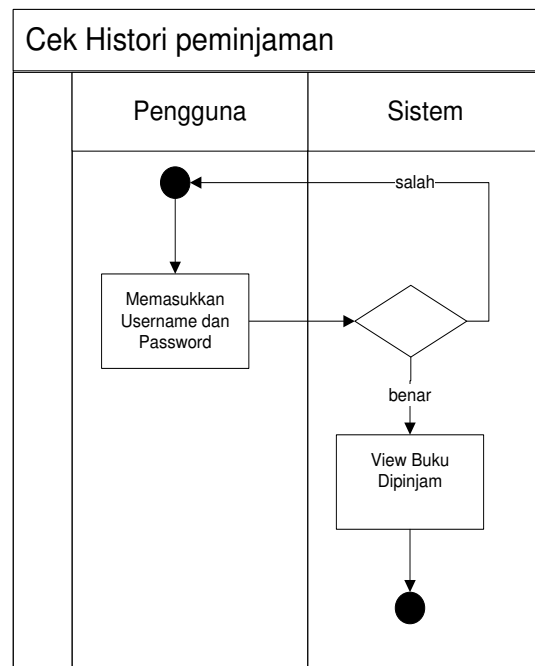 Cek Histori peminjaman
Pengguna
Sistem
salah
Memasukkan
Username dan
Password
benar
View Buku
Dipinjam